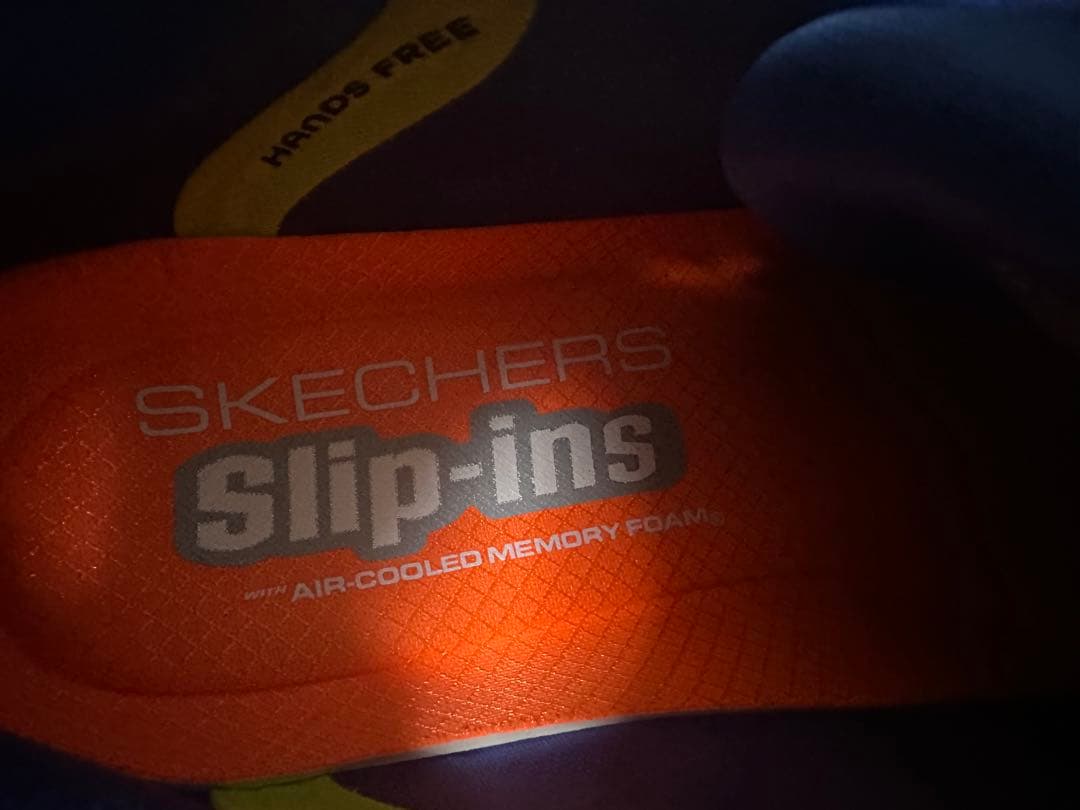 HANDS FREE
SKECHERS
Slip-ins
WITH AIR-COOLED MEMORY FOAM®